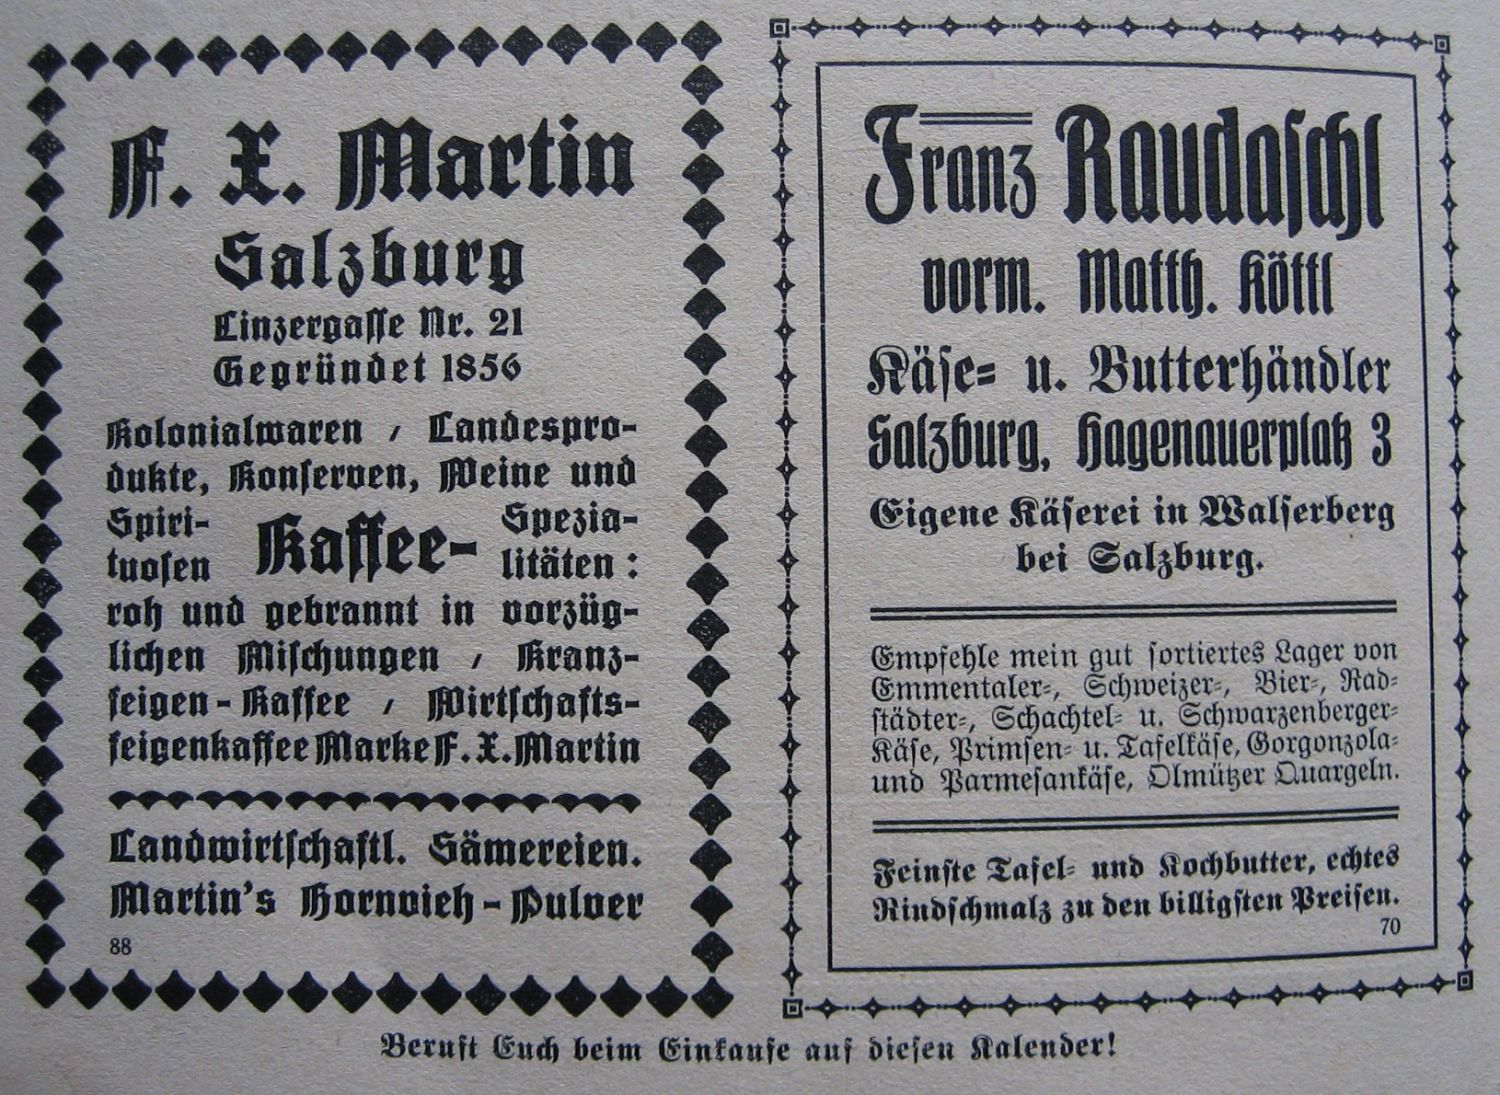 F. X. Martin
Salzburg
Linzergasse Nr. 21
Gegründet 1856
Kolonialwaren / Landespro-
dukte, Konserven, Weine und
Spiri- Kaffee- Spezia-
tuosen litäten:
roh und gebrannt in vorzüg-
lichen Mischungen / Kranz-
feigen-Kaffee / Wirtschafts-
feigenkaffee Marke F. X. Martin
Landwirtschaftl. Sämereien.
Martin's Hornvieh-Pulver
88
Franz Raudaschl
vorm. Matth. Köttl
Käse- u. Butterhändler
Salzburg, Hagenauerplatz 3
Eigene Käserei in Walserberg
bei Salzburg.
Empfehle mein gut sortiertes Lager von
Emmentaler-, Schweizer-, Bier-, Rad-
städter-, Schachtel- u. Schwarzenberger-
Käse, Primsen- u. Tafelkäse, Gorgonzola-
und Parmesankäse, Olmützer Quargeln.
Feinste Tafel- und Kochbutter, echtes
Rindschmalz zu den billigsten Preisen.
70
Beruft Euch beim Einkaufe auf diesen Kalender!